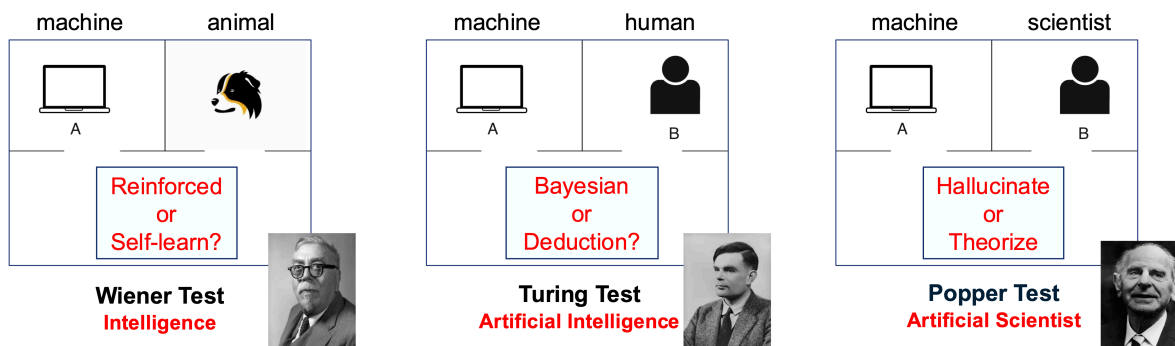 machine animal
A
Reinforced
or
Self-learn?
Wiener Test
Intelligence
machine human
A B
Bayesian
or
Deduction?
Turing Test
Artificial Intelligence
machine scientist
A B
Hallucinate
or
Theorize
Popper Test
Artificial Scientist